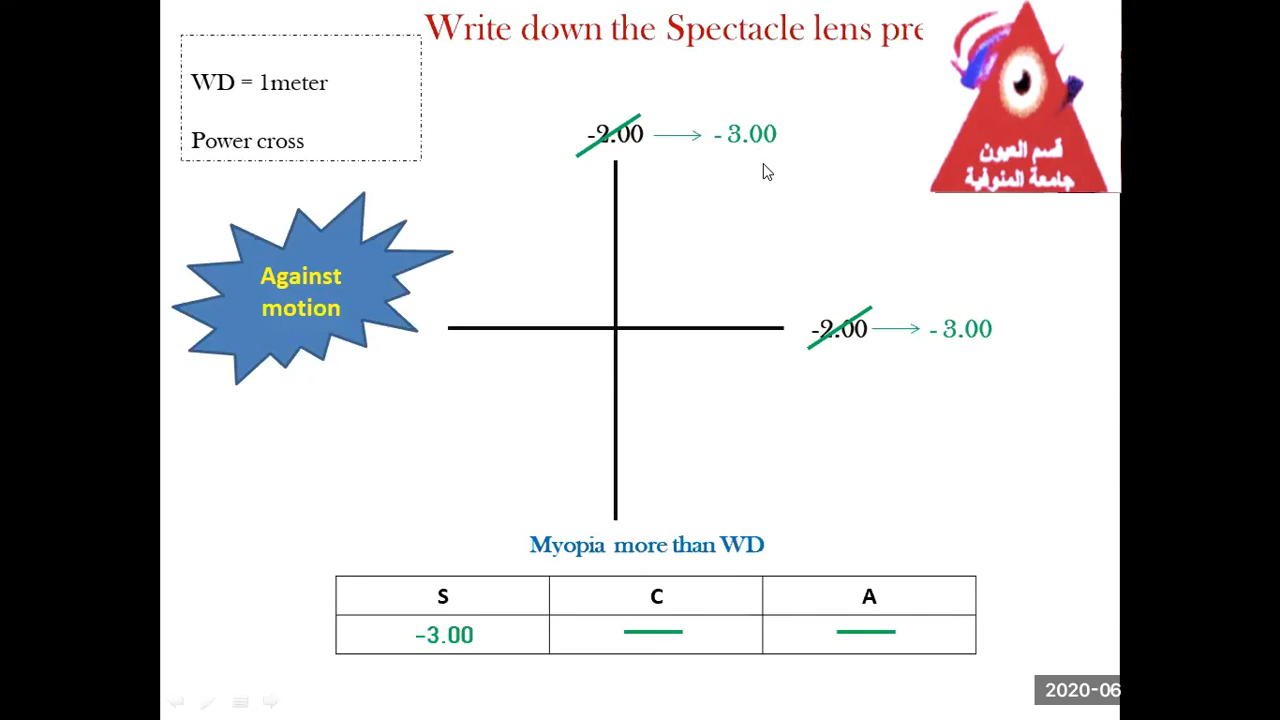 Write down the Spectacle lens pre
WD = 1meter
Power cross
قسم العيون
جامعة المنوفية
-2.00 → - 3.00
Against
motion
-2.00 → - 3.00
Myopia more than WD
S C A
-3.00 — —
2020-06